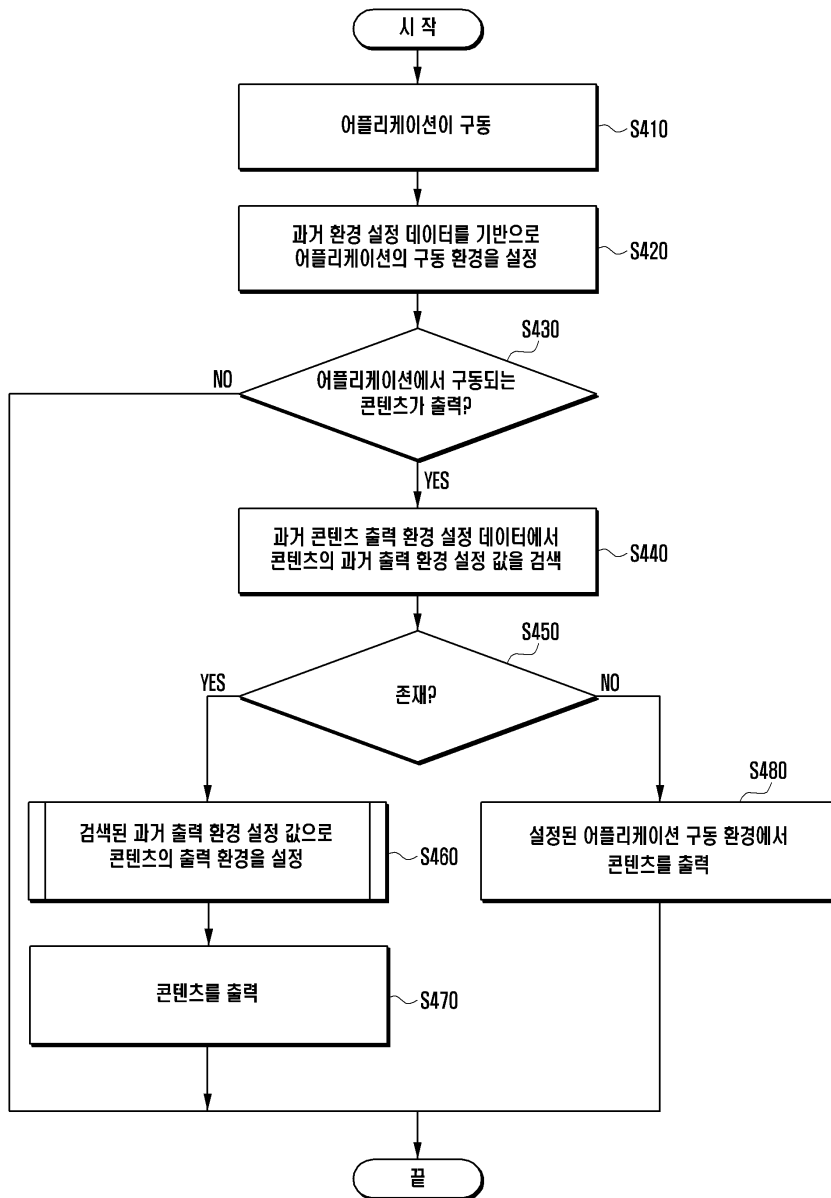 시 작
어플리케이션이 구동
S410
과거 환경 설정 데이터를 기반으로
어플리케이션의 구동 환경을 설정
S420
S430
NO
어플리케이션에서 구동되는
콘텐츠가 출력?
YES
과거 콘텐츠 출력 환경 설정 데이터에서
콘텐츠의 과거 출력 환경 설정 값을 검색
S440
S450
YES
존재?
NO
S480
검색된 과거 출력 환경 설정 값으로
콘텐츠의 출력 환경을 설정
S460
설정된 어플리케이션 구동 환경에서
콘텐츠를 출력
콘텐츠를 출력
S470
끝